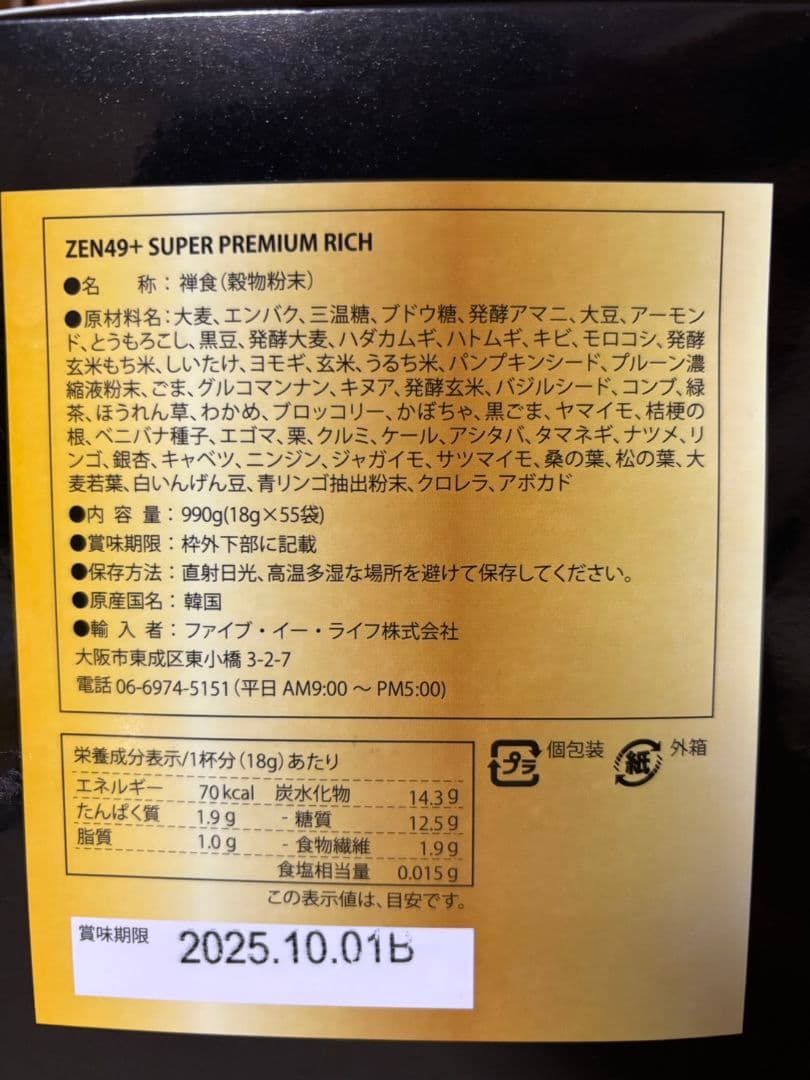 ZEN49+ SUPER PREMIUM RICH
●名　称：禅食(穀物粉末)
●原材料名：大麦、エンバク、三温糖、ブドウ糖、発酵アマニ、大豆、アーモン
ド、とうもろこし、黒豆、発酵大麦、ハダカムギ、ハトムギ、キビ、モロコシ、発酵
玄米もち米、しいたけ、ヨモギ、玄米、うるち米、パンプキンシード、プルーン濃
縮液粉末、ごま、グルコマンナン、キヌア、発酵玄米、バジルシード、コンブ、緑
茶、ほうれん草、わかめ、ブロッコリー、かぼちゃ、黒ごま、ヤマイモ、桔梗の
根、ベニバナ種子、エゴマ、栗、クルミ、ケール、アシタバ、タマネギ、ナツメ、リ
ンゴ、銀杏、キャベツ、ニンジン、ジャガイモ、サツマイモ、桑の葉、松の葉、大
麦若葉、白いんげん豆、青リンゴ抽出粉末、クロレラ、アボカド
●内容量：990g(18g×55袋)
●賞味期限：枠外下部に記載
●保存方法：直射日光、高温多湿な場所を避けて保存してください。
●原産国名：韓国
●輸入者：ファイブ・イー・ライフ株式会社
大阪市東成区東小橋 3-2-7
電話 06-6974-5151(平日 AM9:00 〜 PM5:00)
栄養成分表示/1杯分(18g)あたり
エネルギー 70kcal 炭水化物 14.3g
たんぱく質 1.9g - 糖質 12.5g
脂質 1.0g - 食物繊維 1.9g
食塩相当量 0.015g
この表示値は、目安です。
プラ 個包装 紙 外箱
賞味期限 2025.10.01B